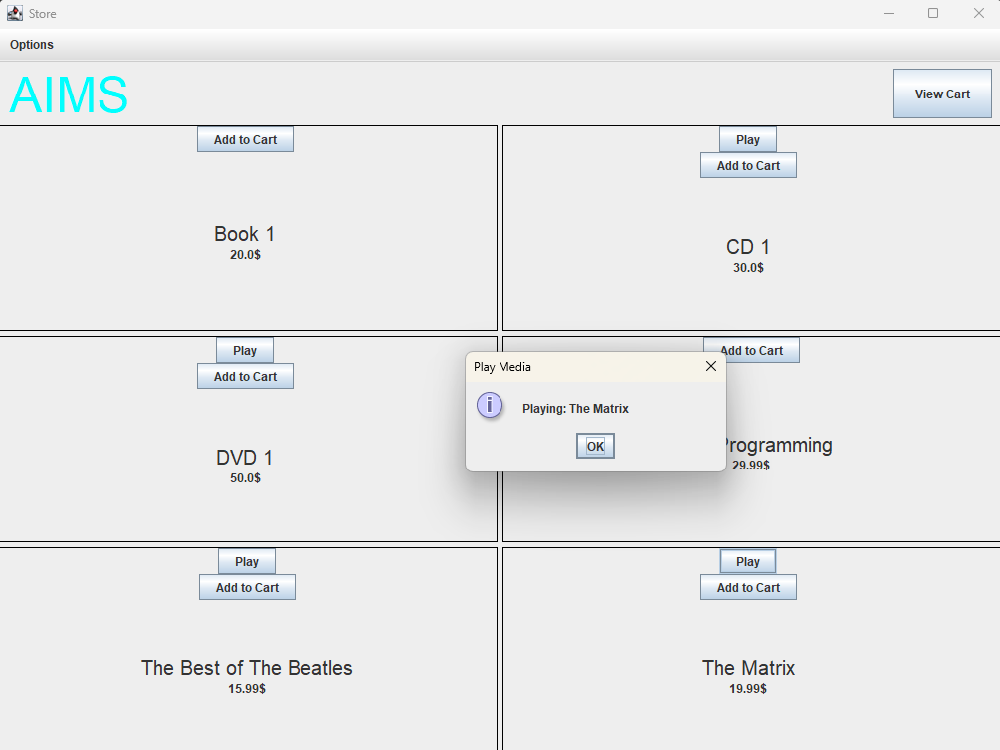 Store
Options
AIMS
View Cart
Add to Cart
Book 1
20.0$
Play
Add to Cart
CD 1
30.0$
Play
Add to Cart
DVD 1
50.0$
Add to Cart
Programming
29.99$
Play Media
Playing: The Matrix
OK
Play
Add to Cart
The Best of The Beatles
15.99$
Play
Add to Cart
The Matrix
19.99$